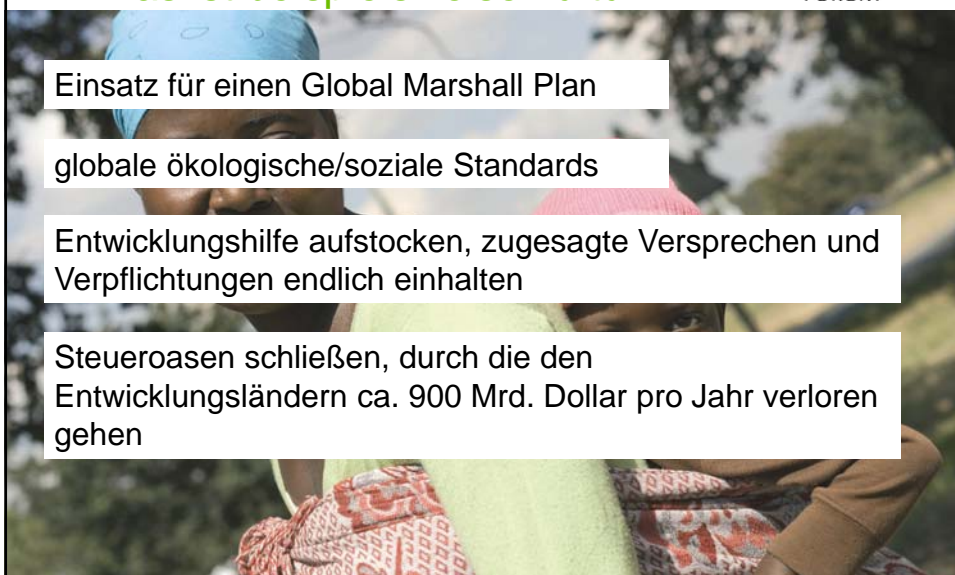 Einsatz für einen Global Marshall Plan
globale ökologische/soziale Standards
Entwicklungshilfe aufstocken, zugesagte Versprechen und
Verpflichtungen endlich einhalten
Steueroasen schließen, durch die den
Entwicklungsländern ca. 900 Mrd. Dollar pro Jahr verloren
gehen